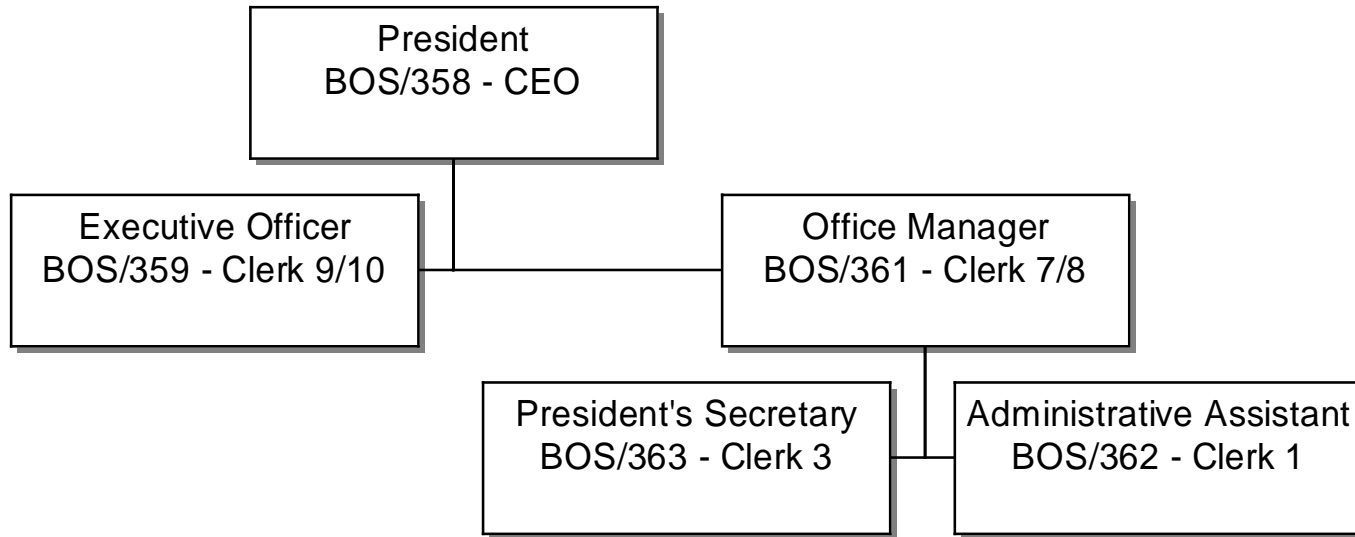 President
BOS/358 - CEO
Executive Officer
BOS/359 - Clerk 9/10
Office Manager
BOS/361 - Clerk 7/8
President's Secretary
BOS/363 - Clerk 3
Administrative Assistant
BOS/362 - Clerk 1